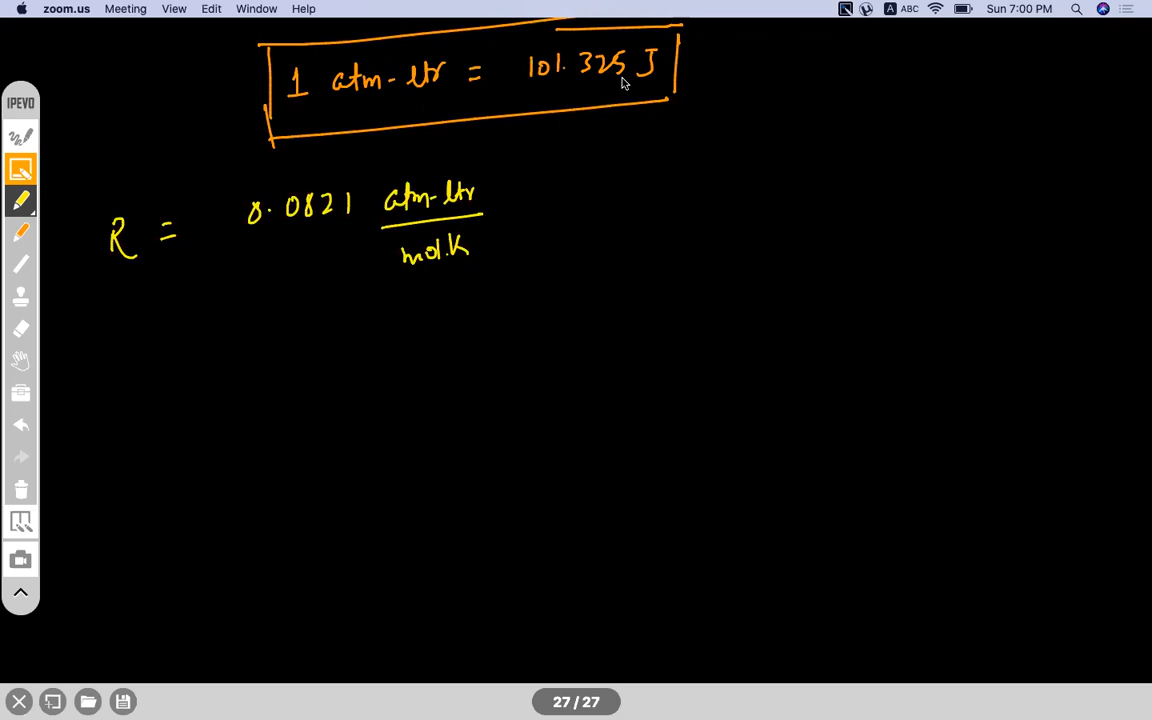 zoom.us Meeting View Edit Window Help A ABC Sun 7:00 PM
1 atm-ltr = 101.325 J
IPEVO
R = 0.0821 atm-ltr
mol.K
27 / 27